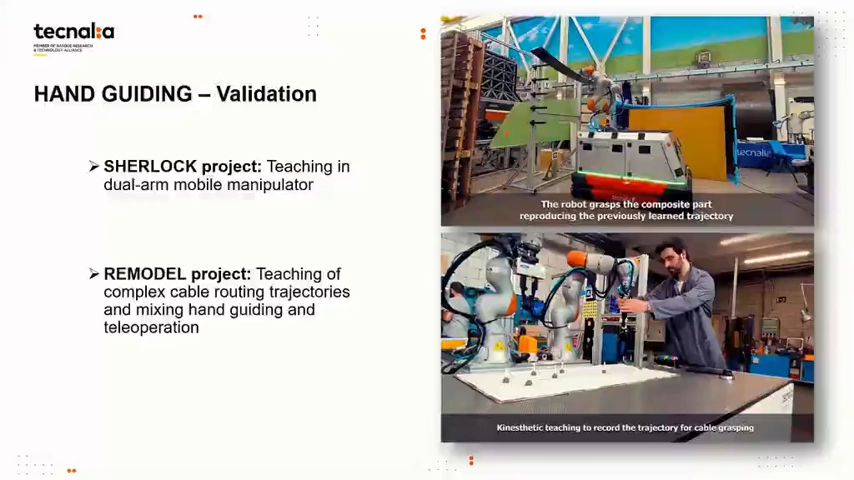 tecnalia
MEMBER OF BASQUE RESEARCH
& TECHNOLOGY ALLIANCE
HAND GUIDING – Validation
➢ SHERLOCK project: Teaching in
dual-arm mobile manipulator
➢ REMODEL project: Teaching of
complex cable routing trajectories
and mixing hand guiding and
teleoperation
tecnalia
The robot grasps the composite part
reproducing the previously learned trajectory
Kinesthetic teaching to record the trajectory for cable grasping